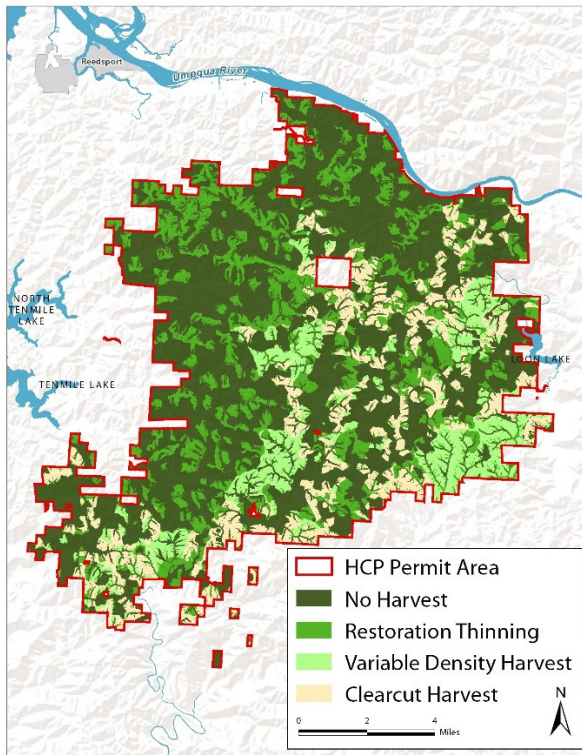 Reedsport
Umpqua River
NORTH
TENMILE
LAKE
TENMILE LAKE
LOON LAKE
HCP Permit Area
No Harvest
Restoration Thinning
Variable Density Harvest
Clearcut Harvest
N
0 2 4
Miles